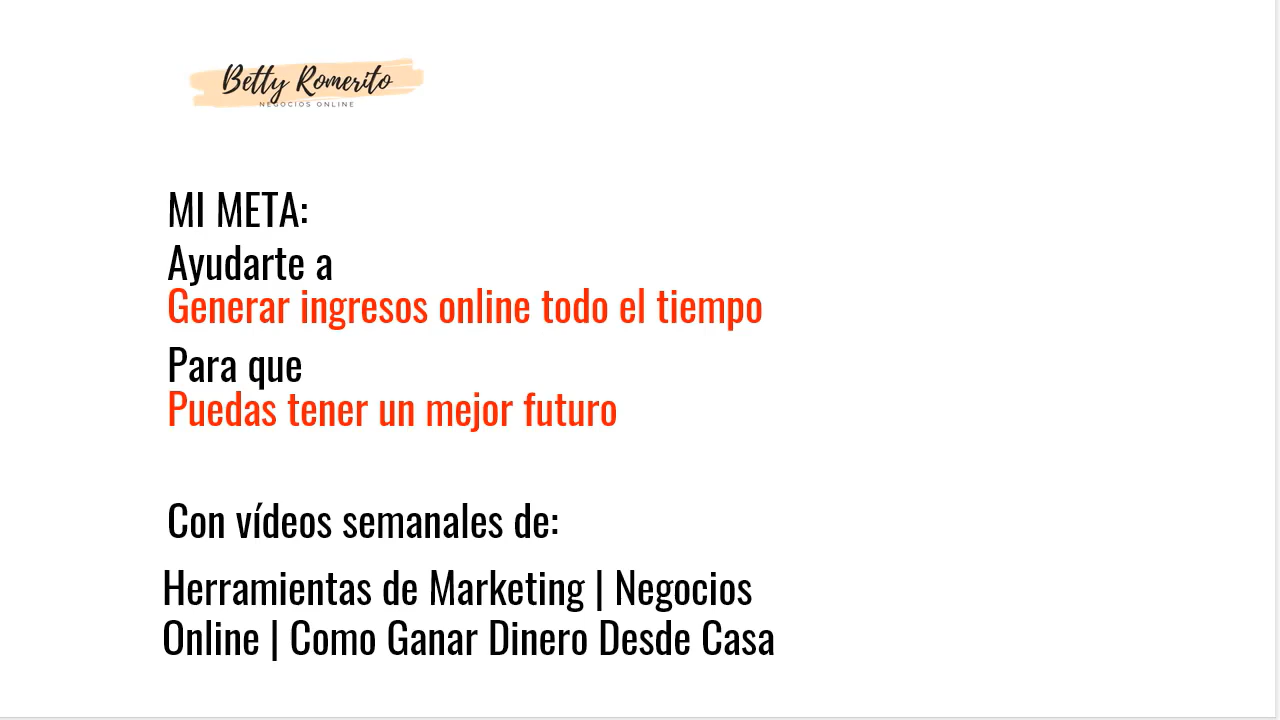 Betty Romerito
NEGOCIOS ONLINE
MI META:
Ayudarte a
Generar ingresos online todo el tiempo
Para que
Puedas tener un mejor futuro
Con vídeos semanales de:
Herramientas de Marketing | Negocios
Online | Como Ganar Dinero Desde Casa